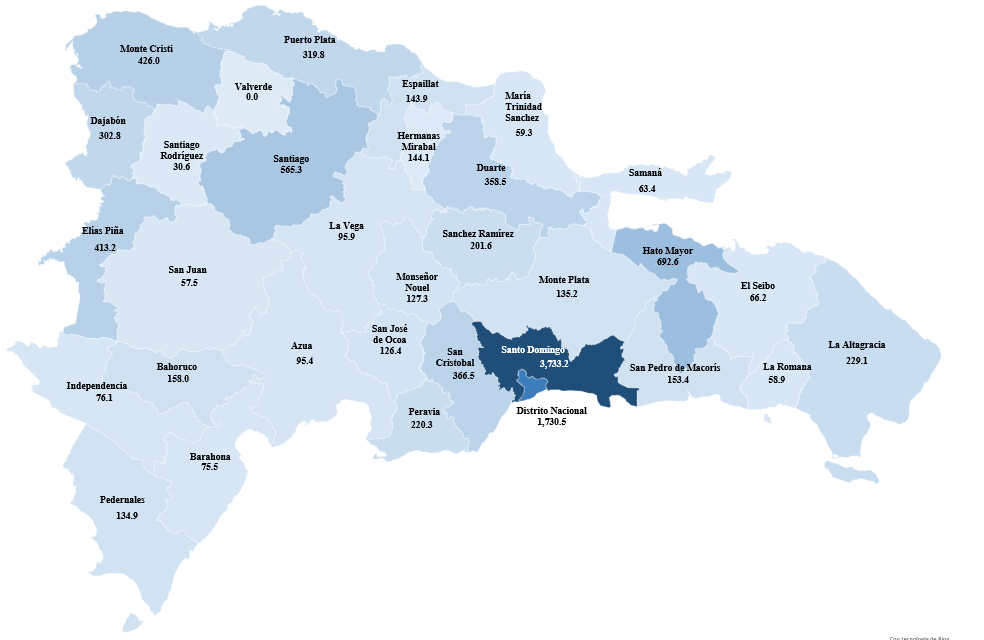 Puerto Plata
319.8
Monte Cristi
426.0
Valverde
0.0
Espaillat
143.9
María
Trinidad
Sanchez
59.3
Dajabón
302.8
Santiago
Rodríguez
30.6
Santiago
565.3
Hermanas
Mirabal
144.1
Duarte
358.5
Samaná
63.4
Elías Piña
413.2
La Vega
95.9
Sanchez Ramírez
201.6
Hato Mayor
692.6
San Juan
57.5
Monseñor
Nouel
127.3
Monte Plata
135.2
El Seibo
66.2
San José
de Ocoa
126.4
Azua
95.4
San
Cristobal
366.5
Santo Domingo
3,733.2
La Altagracia
229.1
Bahoruco
158.0
San Pedro de Macorís
153.4
La Romana
58.9
Independencia
76.1
Peravia
220.3
Distrito Nacional
1,730.5
Barahona
75.5
Pedernales
134.9
Con tecnología de Bing